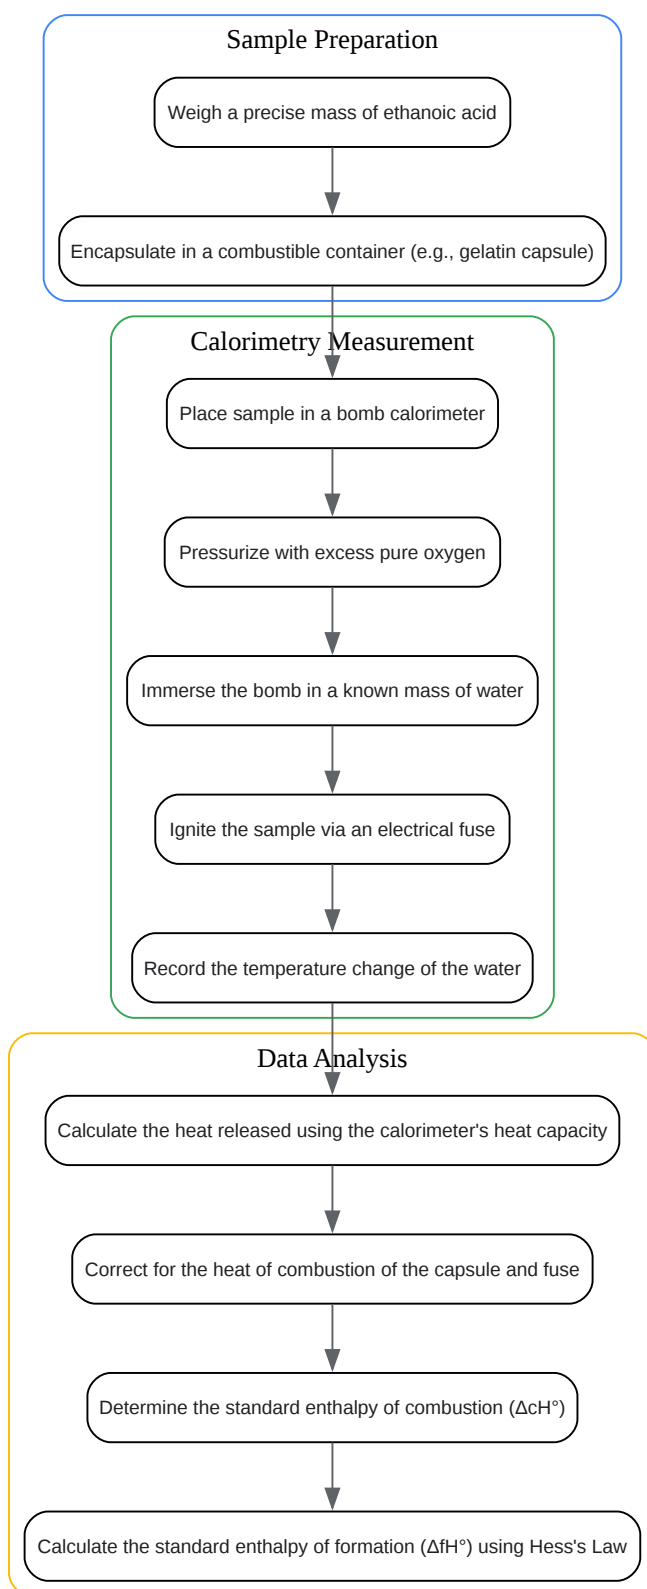 Sample Preparation
Weigh a precise mass of ethanoic acid
Encapsulate in a combustible container (e.g., gelatin capsule)
Calorimetry Measurement
Place sample in a bomb calorimeter
Pressurize with excess pure oxygen
Immerse the bomb in a known mass of water
Ignite the sample via an electrical fuse
Record the temperature change of the water
Data Analysis
Calculate the heat released using the calorimeter's heat capacity
Correct for the heat of combustion of the capsule and fuse
Determine the standard enthalpy of combustion (ΔcH°)
Calculate the standard enthalpy of formation (ΔfH°) using Hess's Law